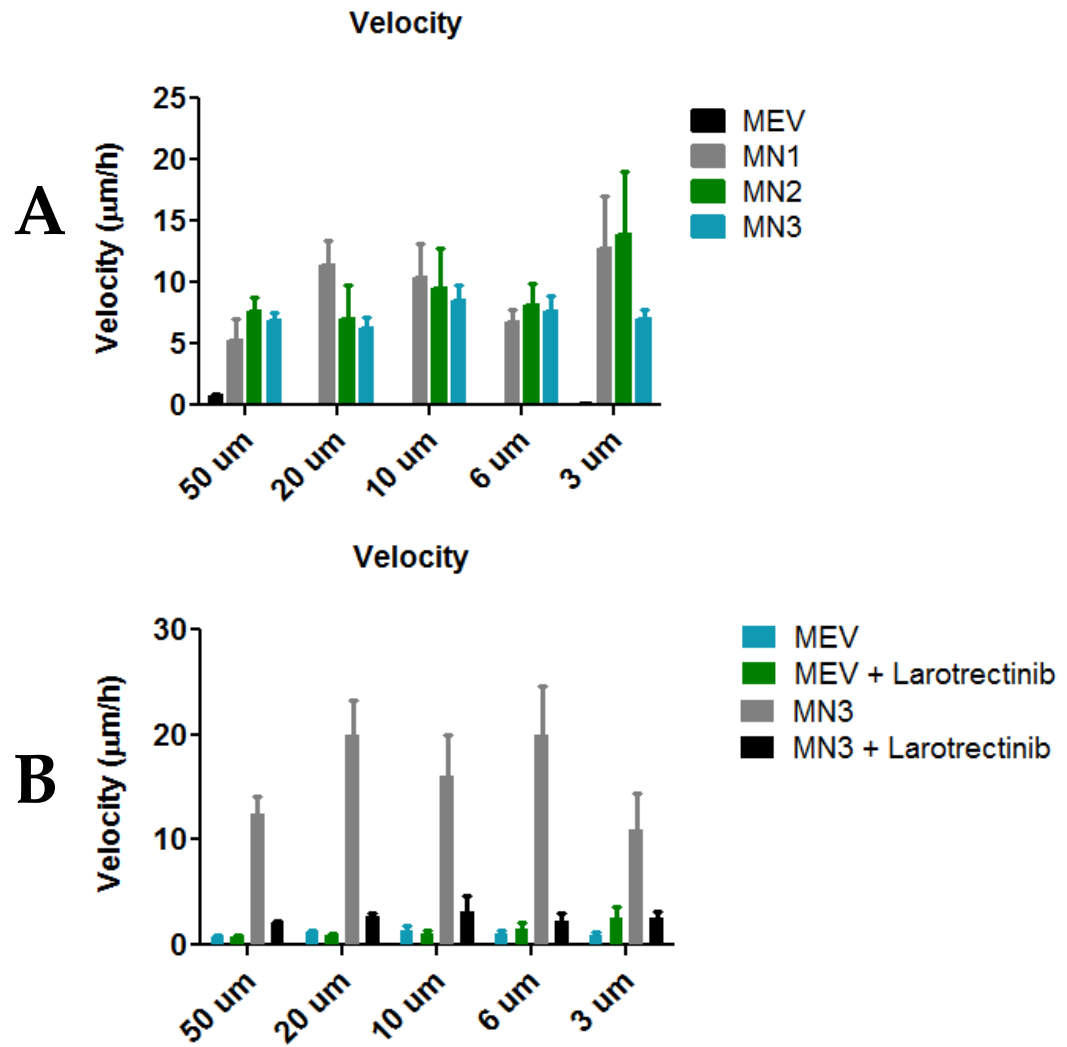 Velocity
A
Velocity (µm/h)
25
20
15
10
5
0
50 um
20 um
10 um
6 um
3 um
MEV
MN1
MN2
MN3
Velocity
B
Velocity (µm/h)
30
20
10
0
50 um
20 um
10 um
6 um
3 um
MEV
MEV + Larotrectinib
MN3
MN3 + Larotrectinib